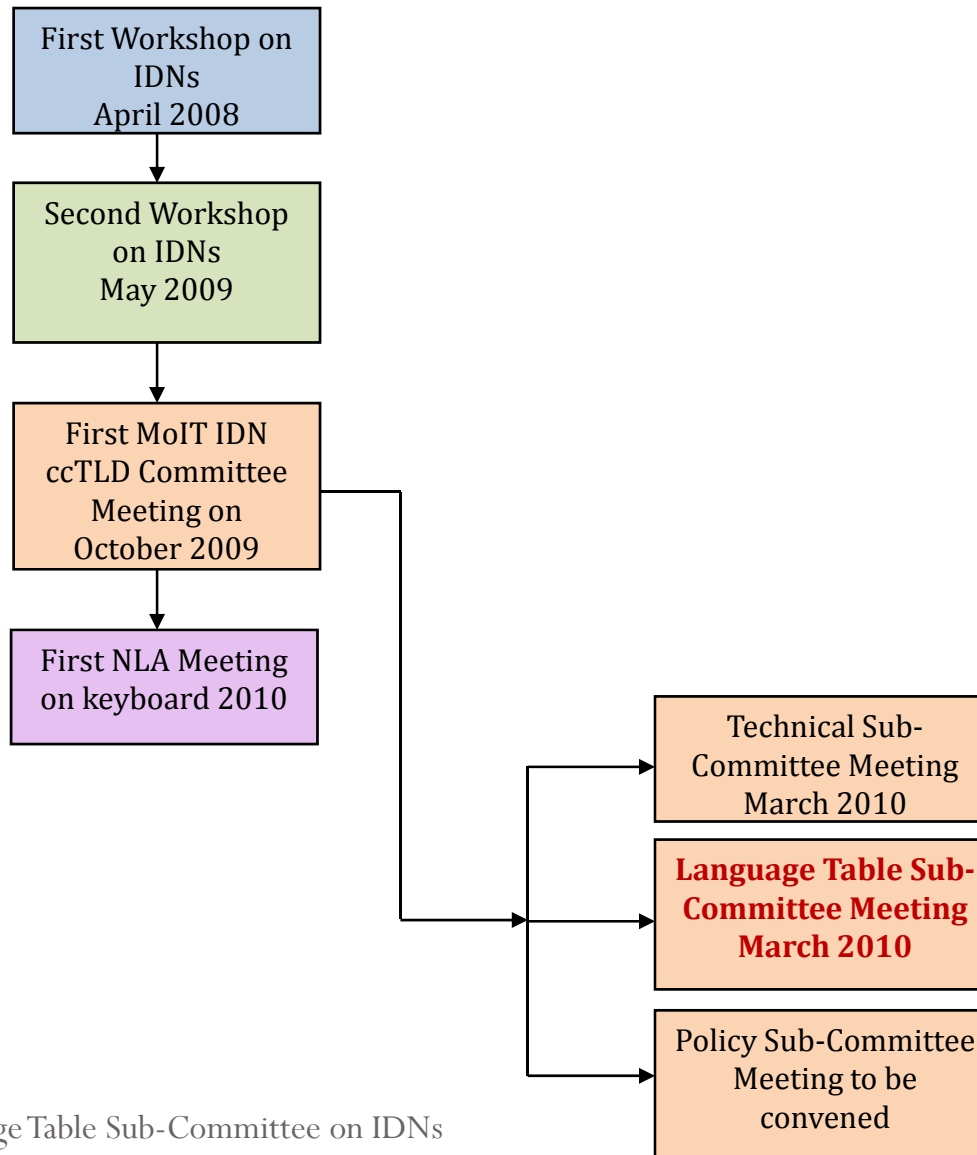 First Workshop on
IDNs
April 2008
Second Workshop
on IDNs
May 2009
First MoIT IDN
ccTLD Committee
Meeting on
October 2009
First NLA Meeting
on keyboard 2010
Technical Sub-
Committee Meeting
March 2010
Language Table Sub-
Committee Meeting
March 2010
Policy Sub-Committee
Meeting to be
convened
ge Table Sub-Committee on IDNs